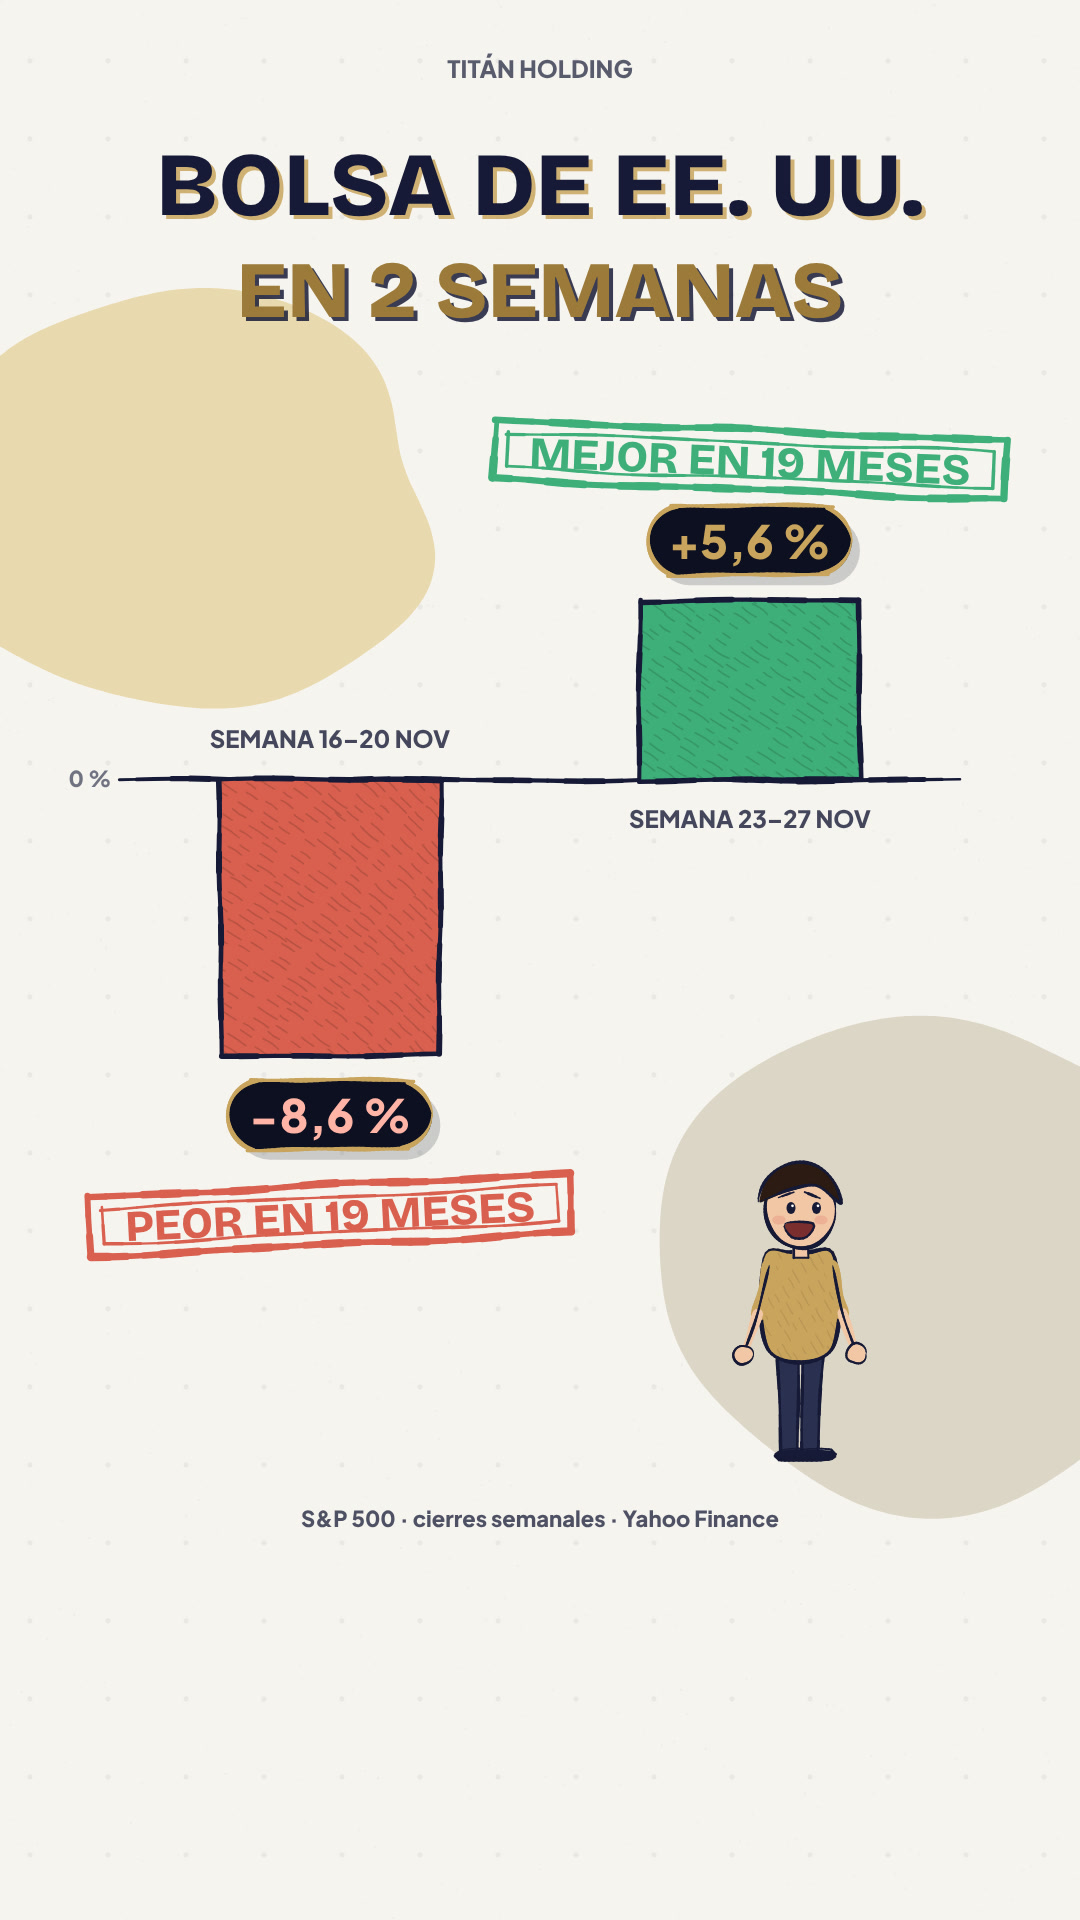 TITÁN HOLDING
BOLSA DE EE. UU.
EN 2 SEMANAS
MEJOR EN 19 MESES
+5,6 %
SEMANA 16–20 NOV
0 %
SEMANA 23–27 NOV
−8,6 %
PEOR EN 19 MESES
S&P 500 · cierres semanales · Yahoo Finance